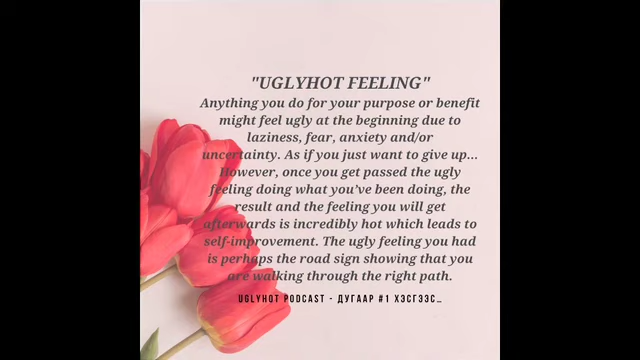 "UGLYHOT FEELING"
Anything you do for your purpose or benefit
might feel ugly at the beginning due to
laziness, fear, anxiety and/or
uncertainty. As if you just want to give up...
However, once you get passed the ugly
feeling doing what you've been doing, the
result and the feeling you will get
afterwards is incredibly hot which leads to
self-improvement. The ugly feeling you had
is perhaps the road sign showing that you
are walking through the right path.
UGLYHOT PODCAST - ДУГААР #1 ХЭСГЭЭС...